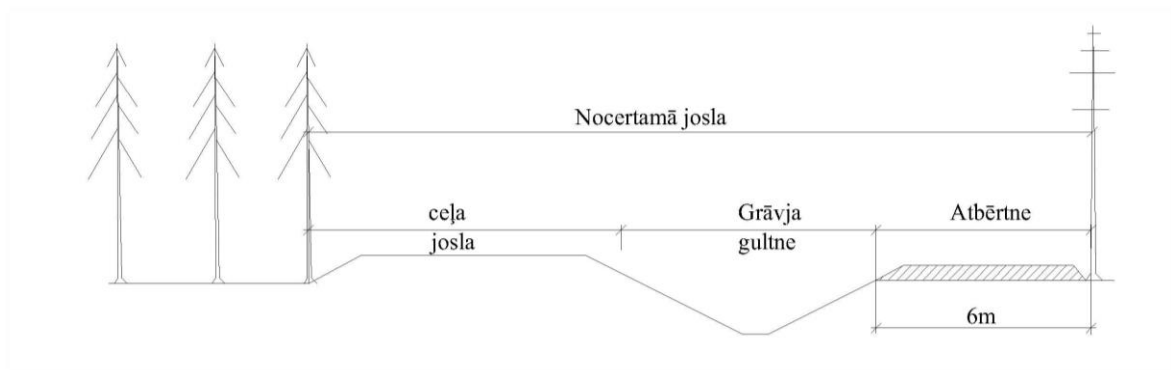 Nocertamā josla
ceļa
josla
Grāvja
gultne
Atbērtne
6m